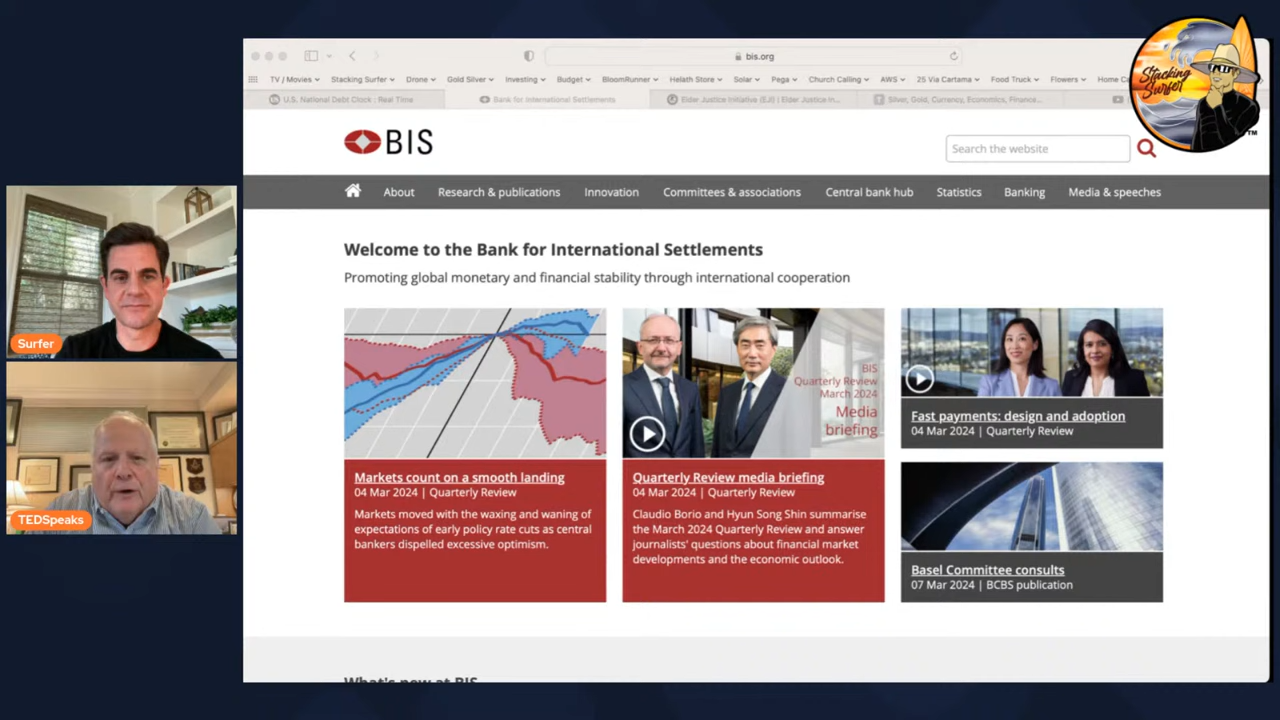 bis.org
TV / Movies
Stacking Surfer
Drone
Gold Silver
Investing
Budget
BloomRunner
Helath Store
Solar
Pega
Church Calling
AWS
25 Via Cartama
Food Truck
Flowers
Home
U.S. National Debt Clock : Real Time
Bank for International Settlements
Elder Justice Initiative (EJI) | Elder Justice In...
Silver, Gold, Currency, Economics, Finance...
Stacking
Surfer
TM
BIS
Search the website
About
Research & publications
Innovation
Committees & associations
Central bank hub
Statistics
Banking
Media & speeches
Welcome to the Bank for International Settlements
Promoting global monetary and financial stability through international cooperation
Surfer
TEDSpeaks
Markets count on a smooth landing
04 Mar 2024 | Quarterly Review
Markets moved with the waxing and waning of
expectations of early policy rate cuts as central
bankers dispelled excessive optimism.
BIS
Quarterly Review
March 2024
Media
briefing
Quarterly Review media briefing
04 Mar 2024 | Quarterly Review
Claudio Borio and Hyun Song Shin summarise
the March 2024 Quarterly Review and answer
journalists' questions about financial market
developments and the economic outlook.
Fast payments: design and adoption
04 Mar 2024 | Quarterly Review
Basel Committee consults
07 Mar 2024 | BCBS publication
What's new at BIS